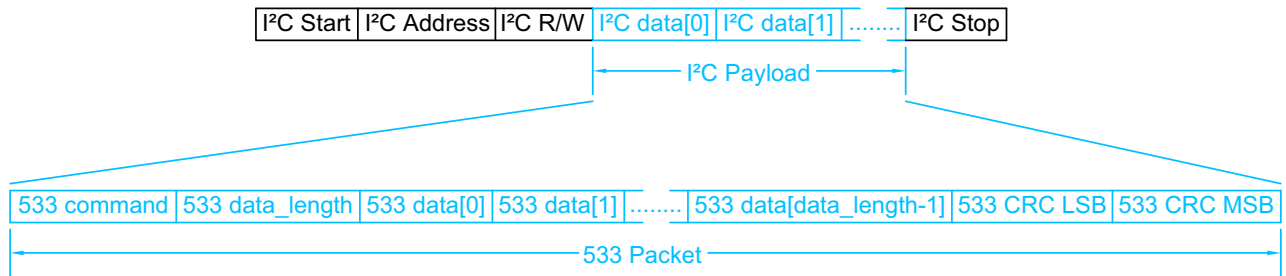 I²C Start I²C Address I²C R/W I²C data[0] I²C data[1] ........ I²C Stop
I²C Payload
533 command 533 data_length 533 data[0] 533 data[1] ........ 533 data[data_length-1] 533 CRC LSB 533 CRC MSB
533 Packet